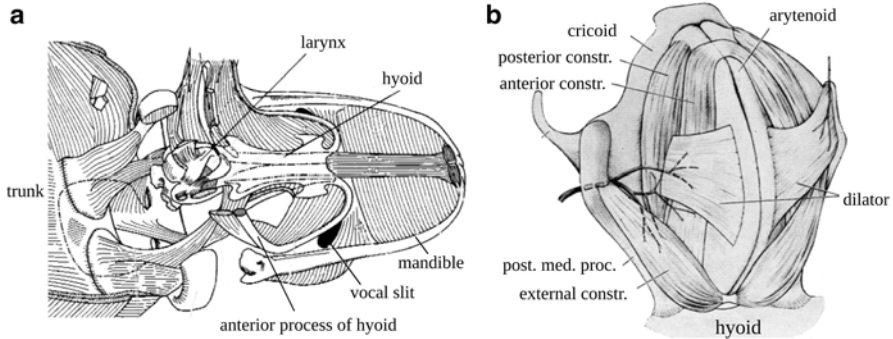 a
larynx
hyoid
trunk
mandible
vocal slit
anterior process of hyoid
b
arytenoid
cricoid
posterior constr.
anterior constr.
dilator
post. med. proc.
external constr.
hyoid